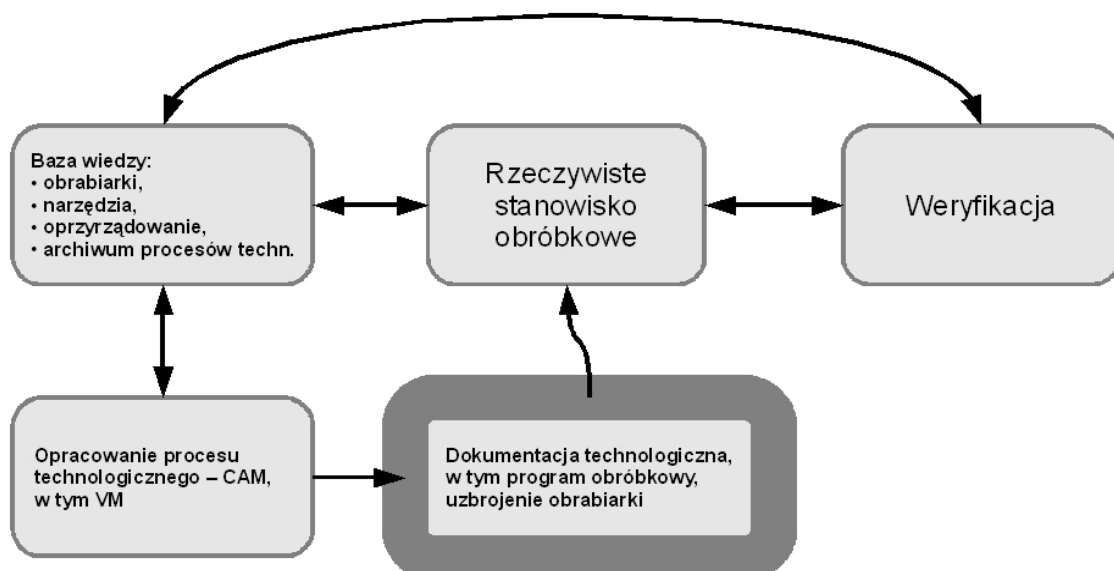 Baza wiedzy:
• obrabiarki,
• narzędzia,
• oprzyrządowanie,
• archiwum procesów techn.
Rzeczywiste
stanowisko
obróbkowe
Weryfikacja
Opracowanie procesu
technologicznego – CAM,
w tym VM
Dokumentacja technologiczna,
w tym program obróbkowy,
uzbrojenie obrabiarki